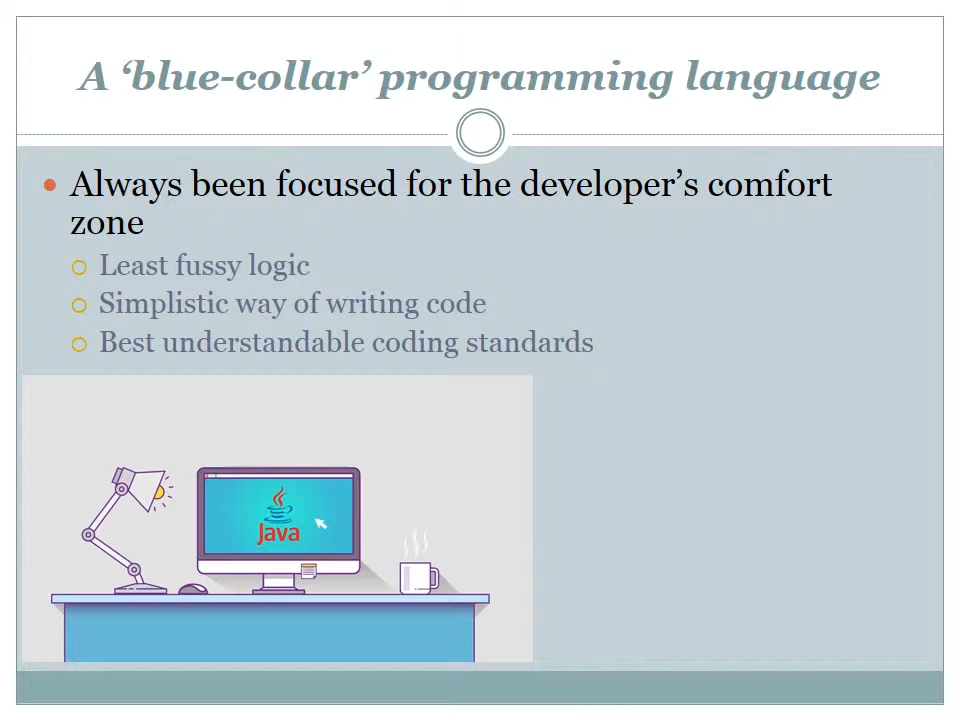 A ‘blue-collar’ programming language
Always been focused for the developer’s comfort
zone
Least fussy logic
Simplistic way of writing code
Best understandable coding standards
Java